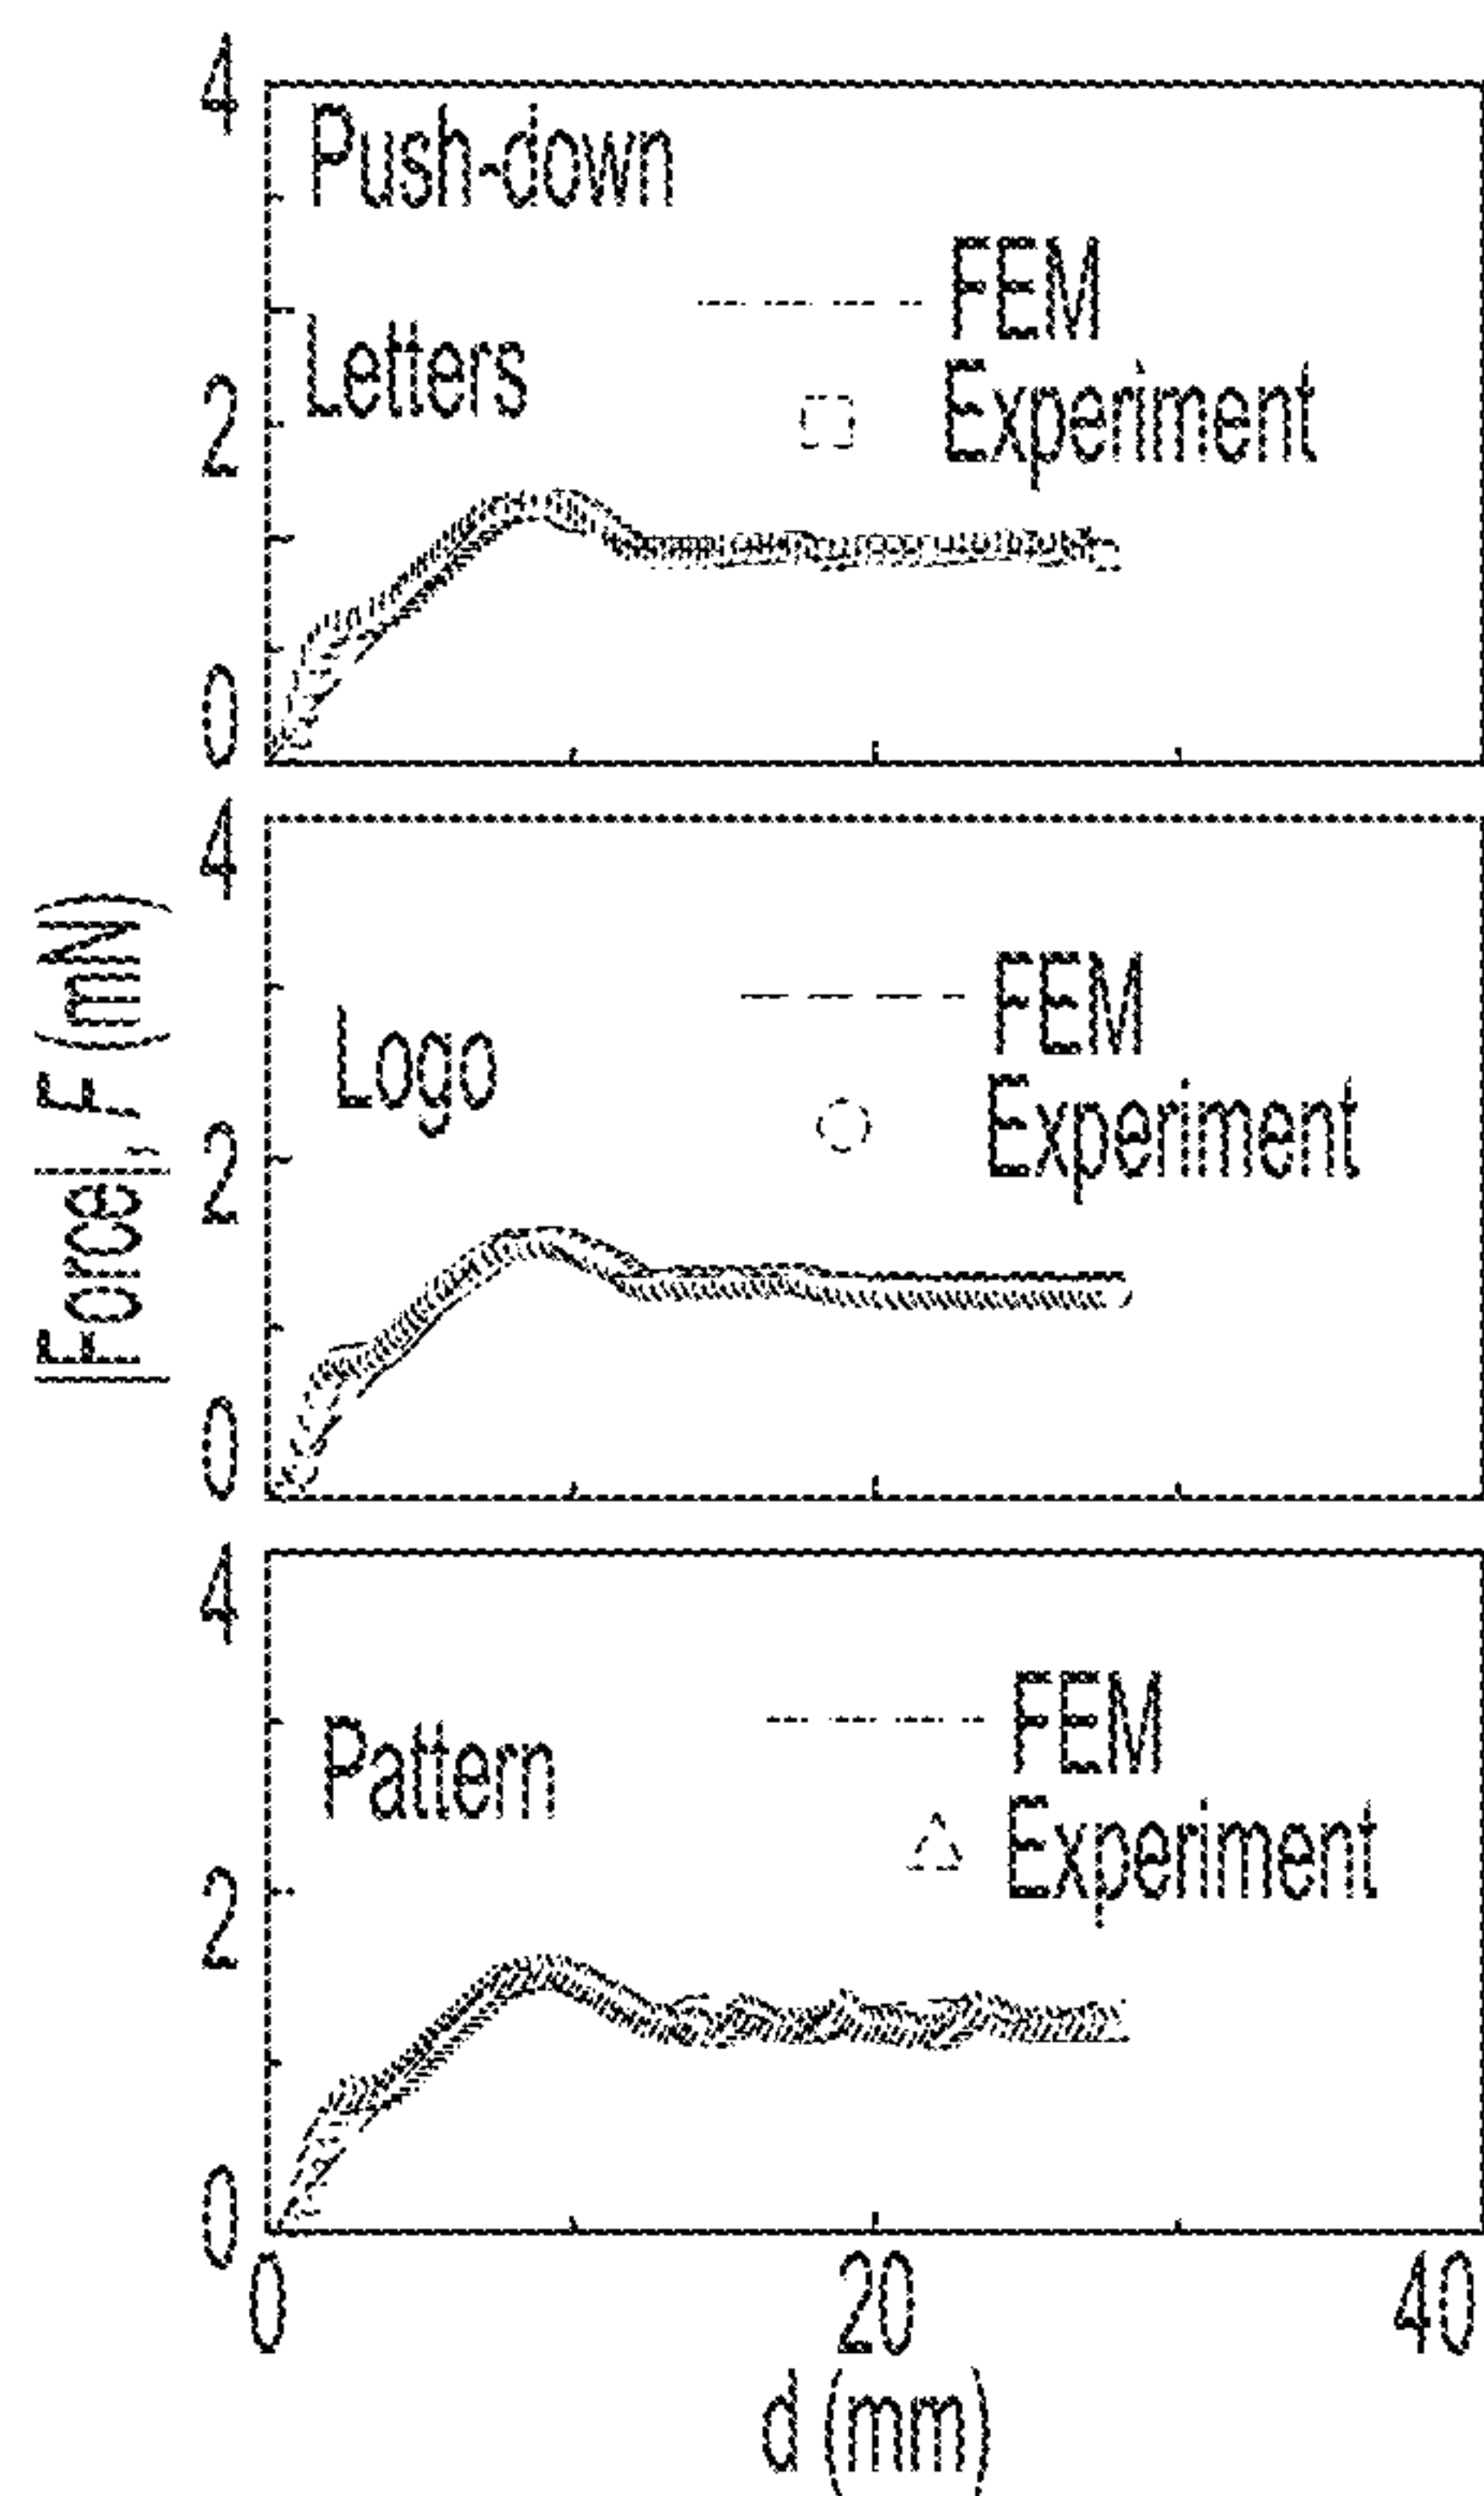 4
Push-down
FEM
Letters
Experiment
2
0
4
FEM
Logo
Experiment
2
0
|Force|, F (mN)
4
FEM
Pattern
Experiment
2
0
0 20 40
d (mm)